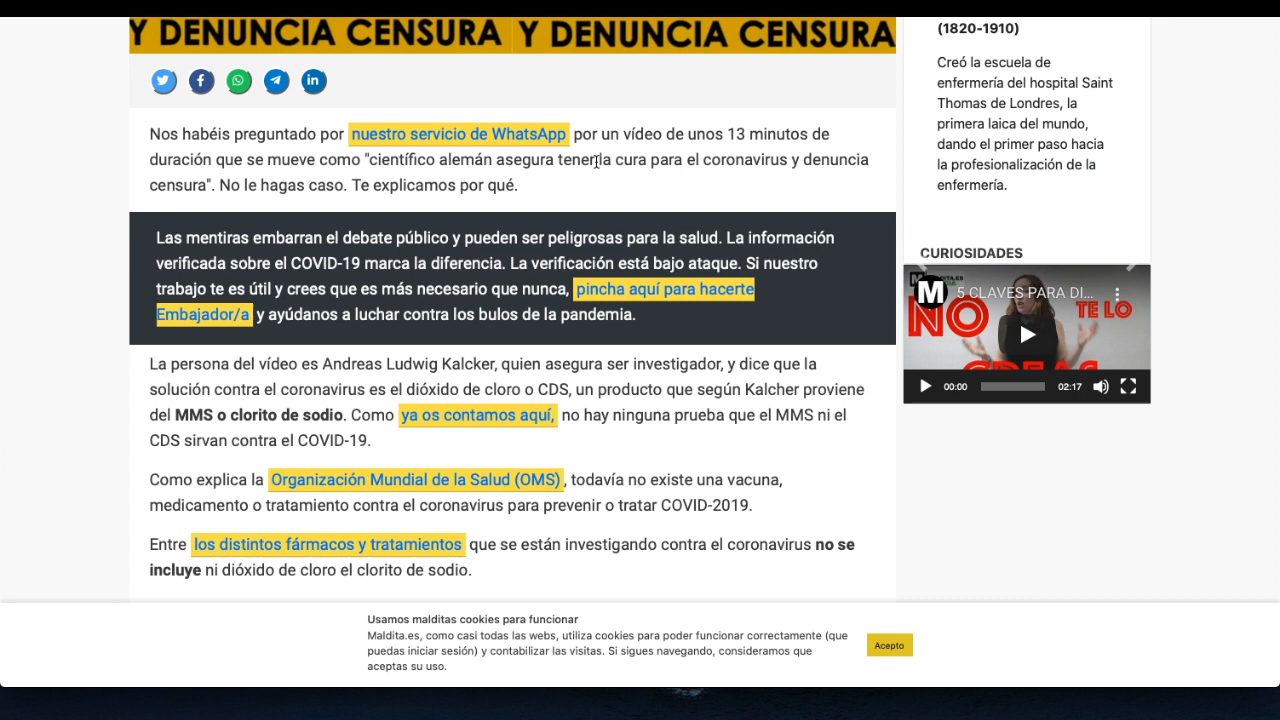 Y DENUNCIA CENSURA Y DENUNCIA CENSURA
Nos habéis preguntado por nuestro servicio de WhatsApp por un vídeo de unos 13 minutos de
duración que se mueve como "científico alemán asegura tener la cura para el coronavirus y denuncia
censura". No le hagas caso. Te explicamos por qué.
Las mentiras embarran el debate público y pueden ser peligrosas para la salud. La información
verificada sobre el COVID-19 marca la diferencia. La verificación está bajo ataque. Si nuestro
trabajo te es útil y crees que es más necesario que nunca, pincha aquí para hacerte
Embajador/a y ayúdanos a luchar contra los bulos de la pandemia.
La persona del vídeo es Andreas Ludwig Kalcker, quien asegura ser investigador, y dice que la
solución contra el coronavirus es el dióxido de cloro o CDS, un producto que según Kalcher proviene
del MMS o clorito de sodio. Como ya os contamos aquí, no hay ninguna prueba que el MMS ni el
CDS sirvan contra el COVID-19.
Como explica la Organización Mundial de la Salud (OMS), todavía no existe una vacuna,
medicamento o tratamiento contra el coronavirus para prevenir o tratar COVID-2019.
Entre los distintos fármacos y tratamientos que se están investigando contra el coronavirus no se
incluye ni dióxido de cloro el clorito de sodio.
(1820-1910)
Creó la escuela de
enfermería del hospital Saint
Thomas de Londres, la
primera laica del mundo,
dando el primer paso hacia
la profesionalización de la
enfermería.
CURIOSIDADES
M
5 CLAVES PARA DI...
NO TE LO
CREAS
00:00 02:17
Usamos malditas cookies para funcionar
Maldita.es, como casi todas las webs, utiliza cookies para poder funcionar correctamente (que
puedas iniciar sesión) y contabilizar las visitas. Si sigues navegando, consideramos que
aceptas su uso.
Acepto